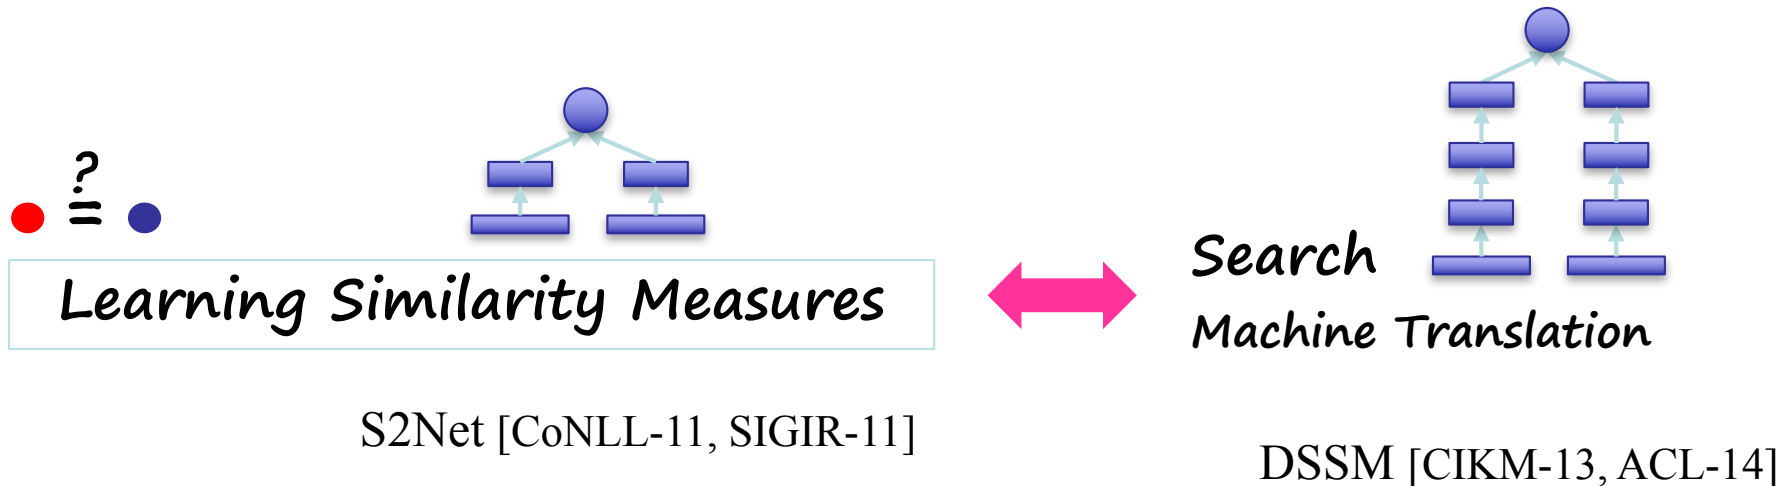 ?
=
Learning Similarity Measures
S2Net [CoNLL-11, SIGIR-11]
Search
Machine Translation
DSSM [CIKM-13, ACL-14]